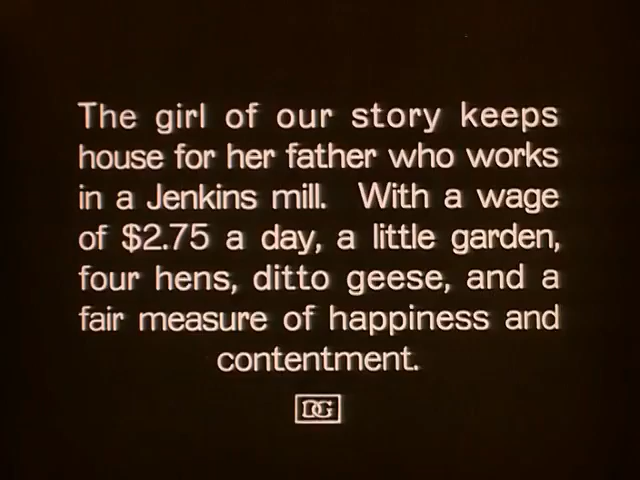 The girl of our story keeps
house for her father who works
in a Jenkins mill. With a wage
of $2.75 a day, a little garden,
four hens, ditto geese, and a
fair measure of happiness and
contentment.
DG